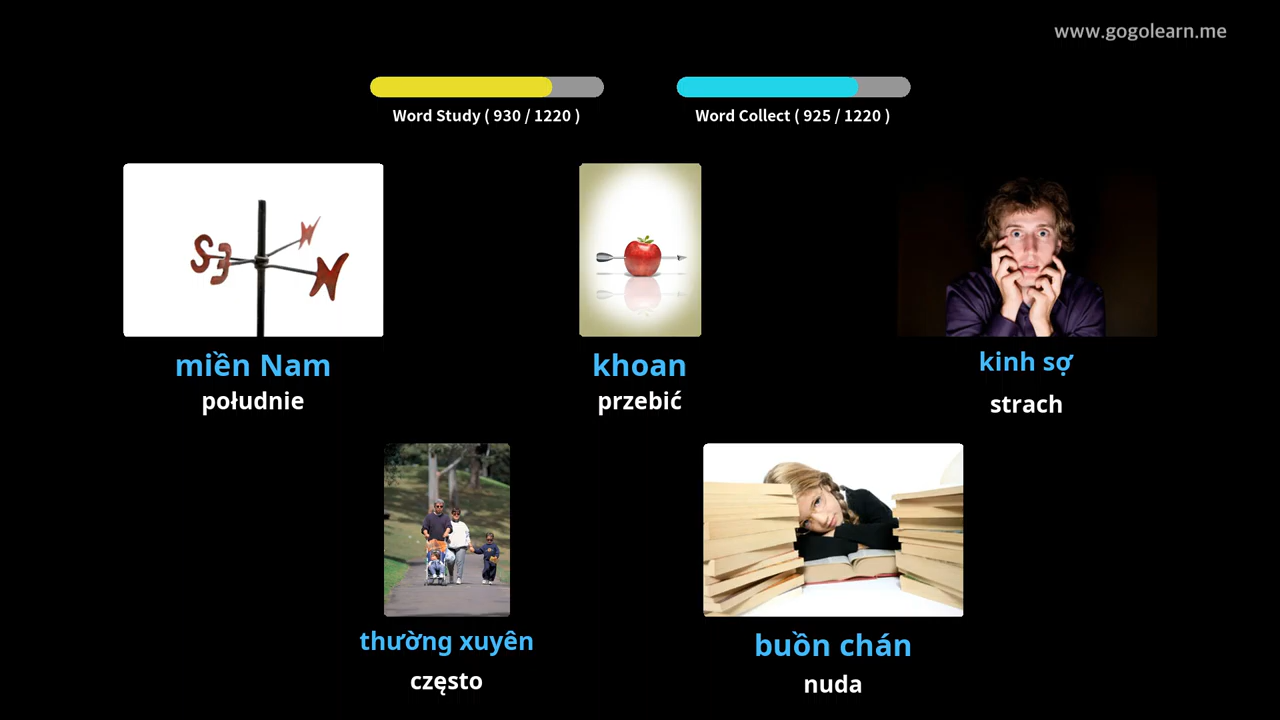 www.gogolearn.me
Word Study ( 930 / 1220 )
Word Collect ( 925 / 1220 )
miền Nam
południe
khoan
przebić
kinh sợ
strach
thường xuyên
często
buồn chán
nuda